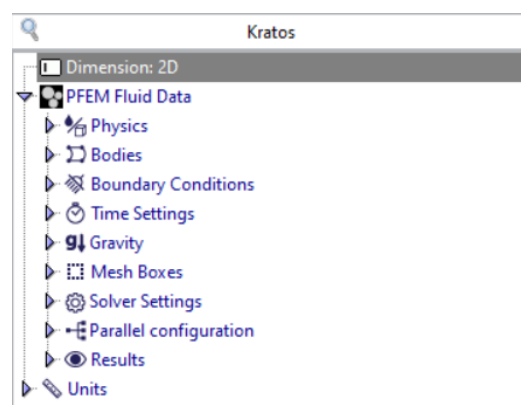 Kratos
Dimension: 2D
PFEM Fluid Data
Physics
Bodies
Boundary Conditions
Time Settings
g Gravity
Mesh Boxes
Solver Settings
Parallel configuration
Results
Units